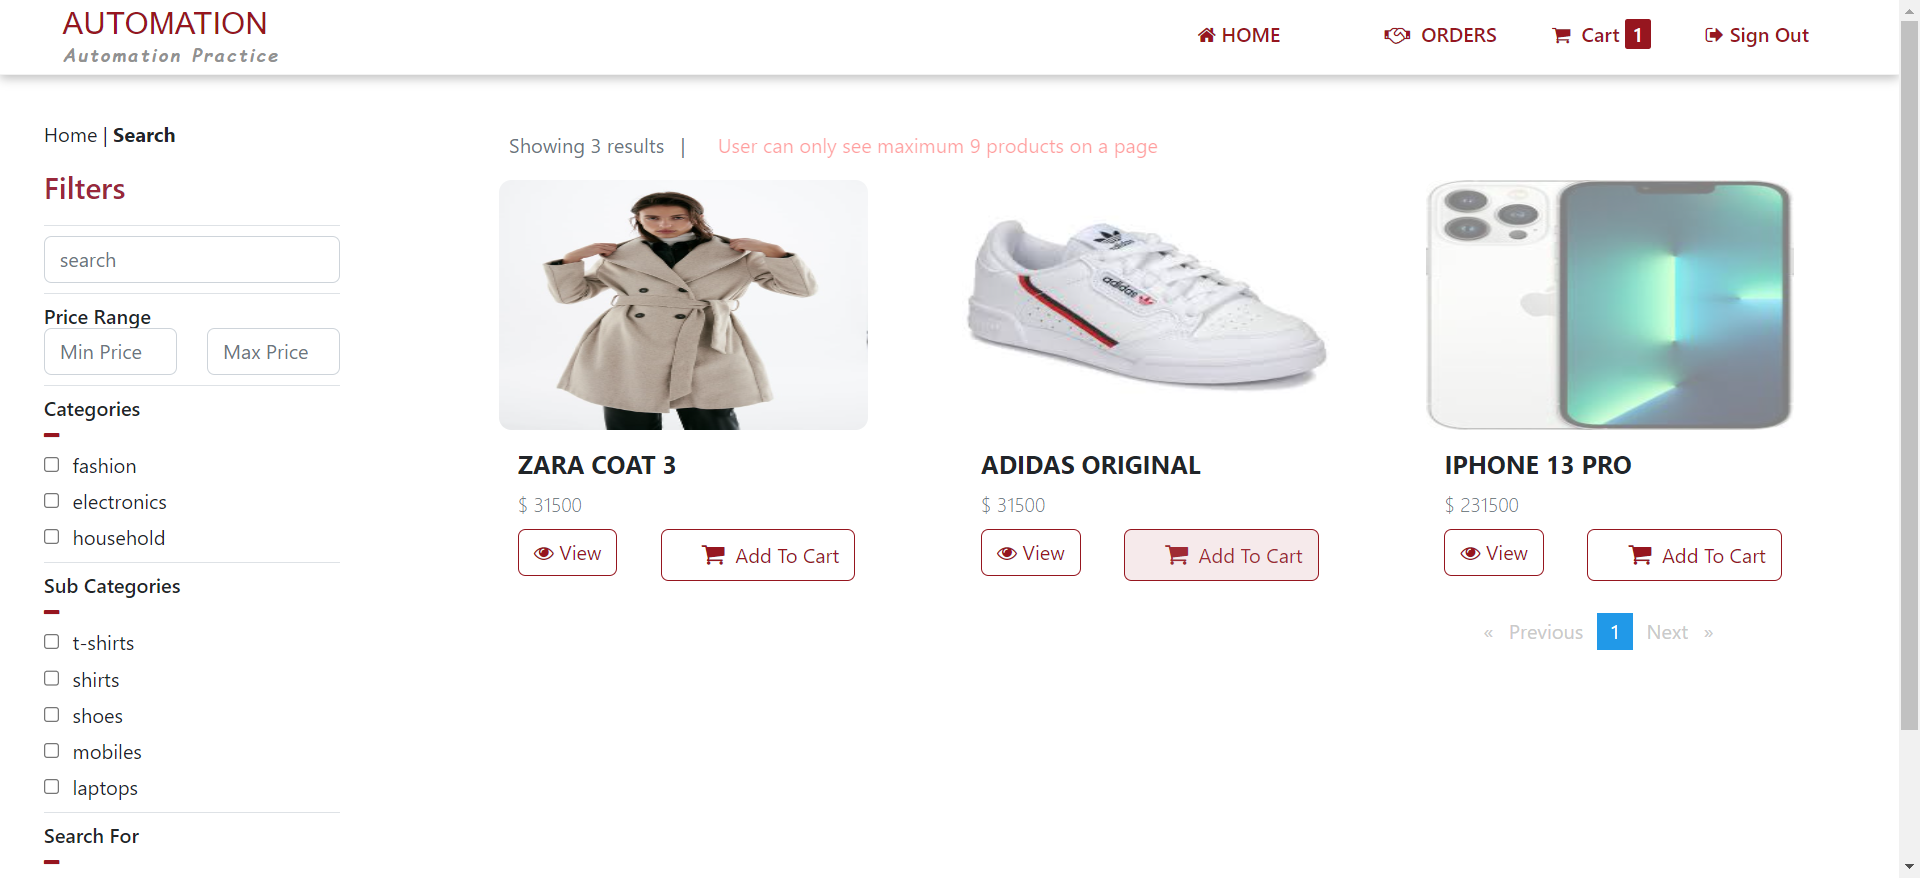 AUTOMATION
Automation Practice
HOME
ORDERS
Cart 1
Sign Out
Home | Search
Filters
search
Price Range
Min Price
Max Price
Categories
fashion
electronics
household
Sub Categories
t-shirts
shirts
shoes
mobiles
laptops
Search For
Showing 3 results |
User can only see maximum 9 products on a page
ZARA COAT 3
$ 31500
View
Add To Cart
adidas
adidas
ADIDAS ORIGINAL
$ 31500
View
Add To Cart
IPHONE 13 PRO
$ 231500
View
Add To Cart
« Previous 1 Next »